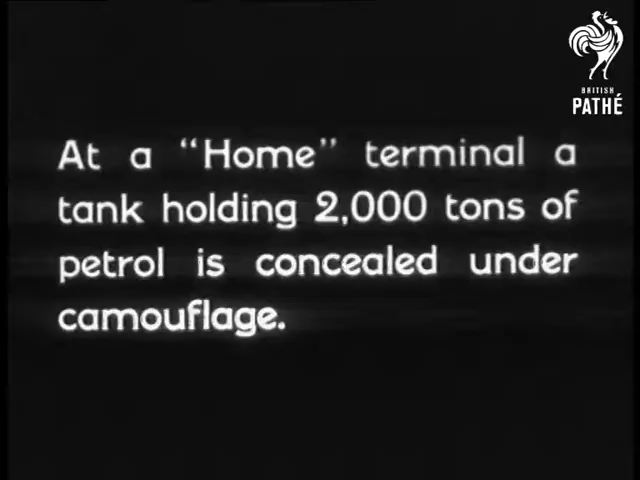 BRITISH
PATHÉ
At a “Home” terminal a
tank holding 2,000 tons of
petrol is concealed under
camouflage.